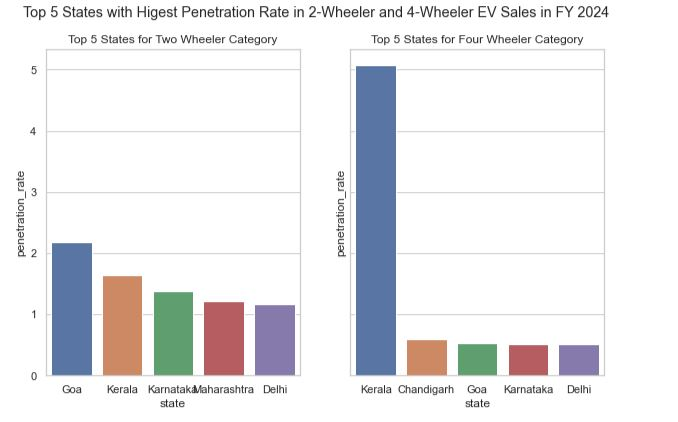 Top 5 States with Higest Penetration Rate in 2-Wheeler and 4-Wheeler EV Sales in FY 2024
Top 5 States for Two Wheeler Category
5
4
3
2
1
0
penetration_rate
Goa Kerala Karnataka Maharashtra Delhi
state
Top 5 States for Four Wheeler Category
penetration_rate
Kerala Chandigarh Goa Karnataka Delhi
state